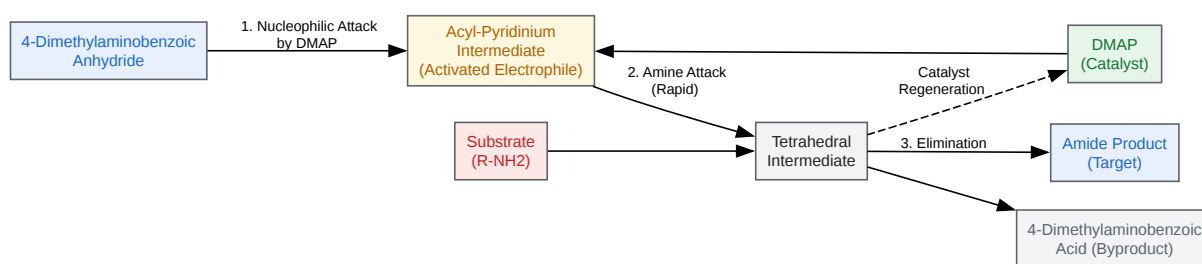 4-Dimethylaminobenzoic
Anhydride
1. Nucleophilic Attack
by DMAP
Acyl-Pyridinium
Intermediate
(Activated Electrophile)
DMAP
(Catalyst)
2. Amine Attack
(Rapid)
Catalyst
Regeneration
Substrate
(R-NH2)
Tetrahedral
Intermediate
3. Elimination
Amide Product
(Target)
4-Dimethylaminobenzoic
Acid (Byproduct)